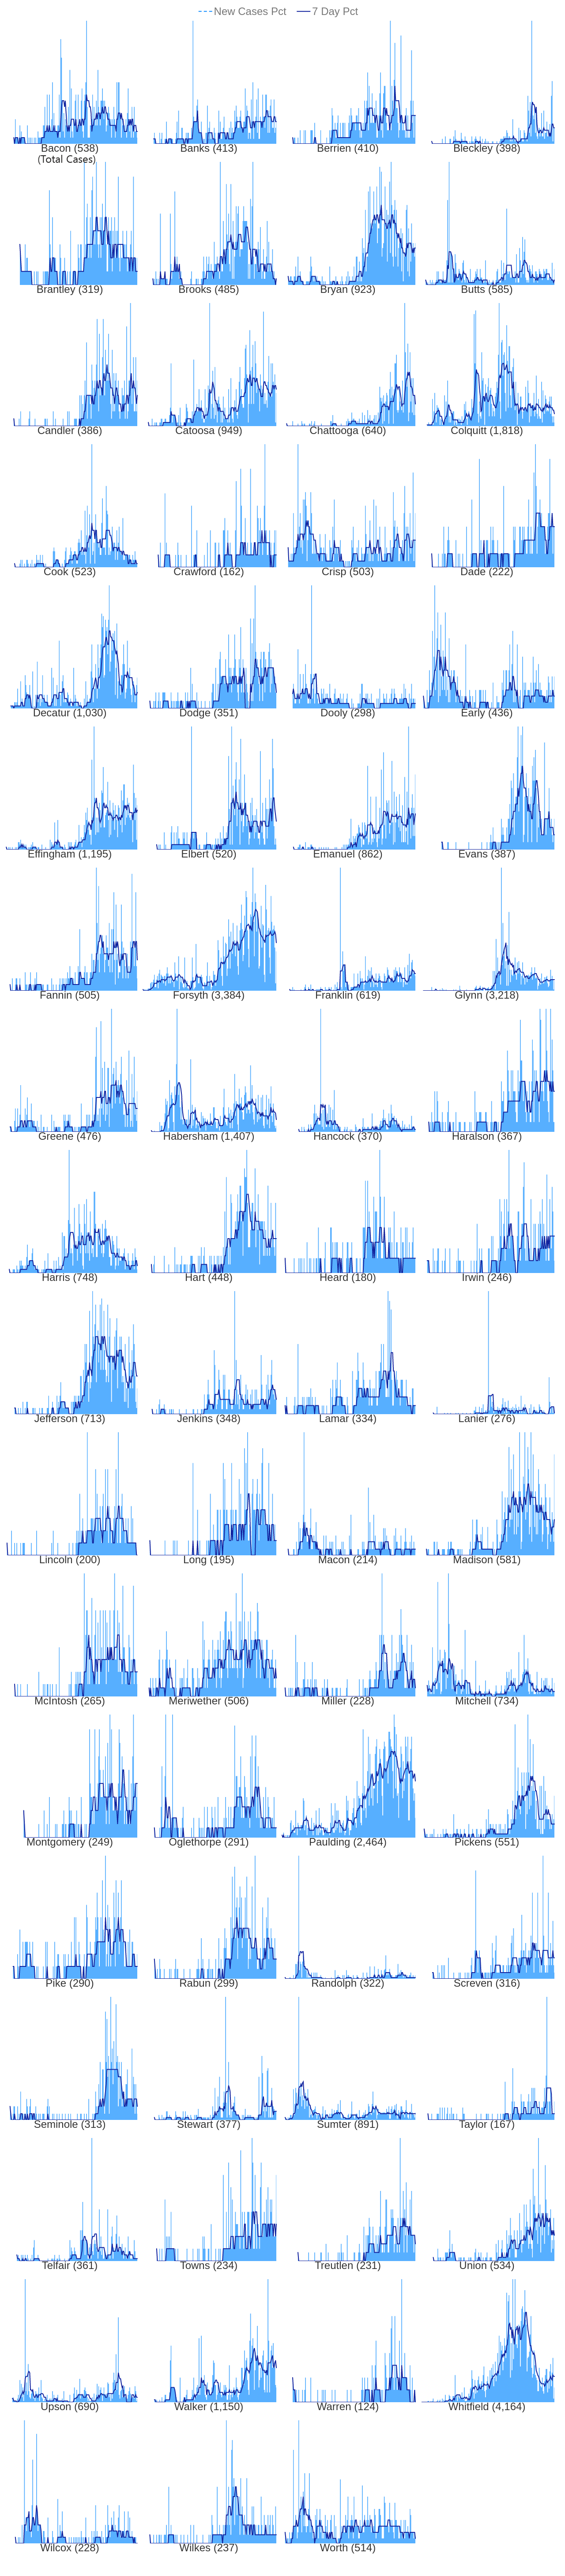 New Cases Pct 7 Day Pct
Bacon (538) Banks (413) Berrien (410) Bleckley (398)
(Total Cases)
Brantley (319) Brooks (485) Bryan (923) Butts (585)
Candler (386) Catoosa (949) Chattooga (640) Colquitt (1,818)
Cook (523) Crawford (162) Crisp (503) Dade (222)
Decatur (1,030) Dodge (351) Dooly (298) Early (436)
Effingham (1,195) Elbert (520) Emanuel (862) Evans (387)
Fannin (505) Forsyth (3,384) Franklin (619) Glynn (3,218)
Greene (476) Habersham (1,407) Hancock (370) Haralson (367)
Harris (748) Hart (448) Heard (180) Irwin (246)
Jefferson (713) Jenkins (348) Lamar (334) Lanier (276)
Lincoln (200) Long (195) Macon (214) Madison (581)
McIntosh (265) Meriwether (506) Miller (228) Mitchell (734)
Montgomery (249) Oglethorpe (291) Paulding (2,464) Pickens (551)
Pike (290) Rabun (299) Randolph (322) Screven (316)
Seminole (313) Stewart (377) Sumter (891) Taylor (167)
Telfair (361) Towns (234) Treutlen (231) Union (534)
Upson (690) Walker (1,150) Warren (124) Whitfield (4,164)
Wilcox (228) Wilkes (237) Worth (514)